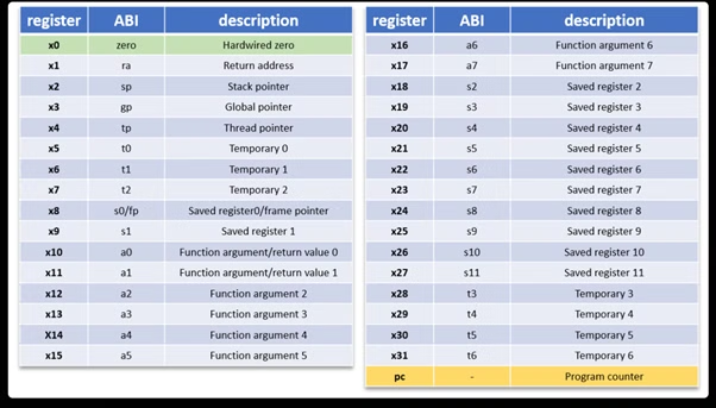 register ABI description
x0 zero Hardwired zero
x1 ra Return address
x2 sp Stack pointer
x3 gp Global pointer
x4 tp Thread pointer
x5 t0 Temporary 0
x6 t1 Temporary 1
x7 t2 Temporary 2
x8 s0/fp Saved register0/frame pointer
x9 s1 Saved register 1
x10 a0 Function argument/return value 0
x11 a1 Function argument/return value 1
x12 a2 Function argument 2
x13 a3 Function argument 3
X14 a4 Function argument 4
x15 a5 Function argument 5
register ABI description
x16 a6 Function argument 6
x17 a7 Function argument 7
x18 s2 Saved register 2
x19 s3 Saved register 3
x20 s4 Saved register 4
x21 s5 Saved register 5
x22 s6 Saved register 6
x23 s7 Saved register 7
x24 s8 Saved register 8
x25 s9 Saved register 9
x26 s10 Saved register 10
x27 s11 Saved register 11
x28 t3 Temporary 3
x29 t4 Temporary 4
x30 t5 Temporary 5
x31 t6 Temporary 6
pc - Program counter